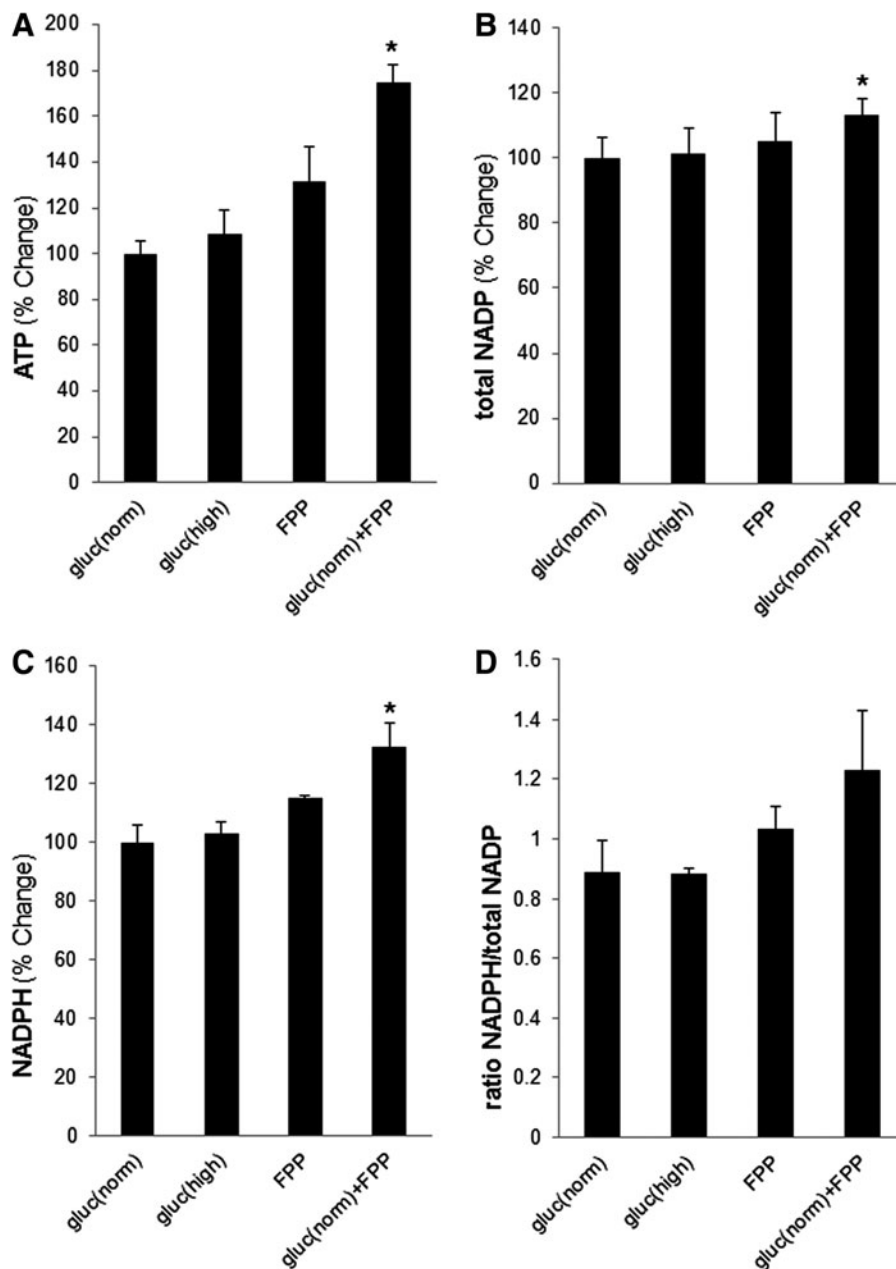 A
ATP (% Change)
200
180
160
140
120
100
80
60
40
20
0
*
gluc(norm)
gluc(high)
FPP
gluc(norm)+FPP
B
total NADP (% Change)
140
120
100
80
60
40
20
0
*
gluc(norm)
gluc(high)
FPP
gluc(norm)+FPP
C
NADPH (% Change)
160
140
120
100
80
60
40
20
0
*
gluc(norm)
gluc(high)
FPP
gluc(norm)+FPP
D
ratio NADPH/total NADP
1.6
1.4
1.2
1
0.8
0.6
0.4
0.2
0
gluc(norm)
gluc(high)
FPP
gluc(norm)+FPP